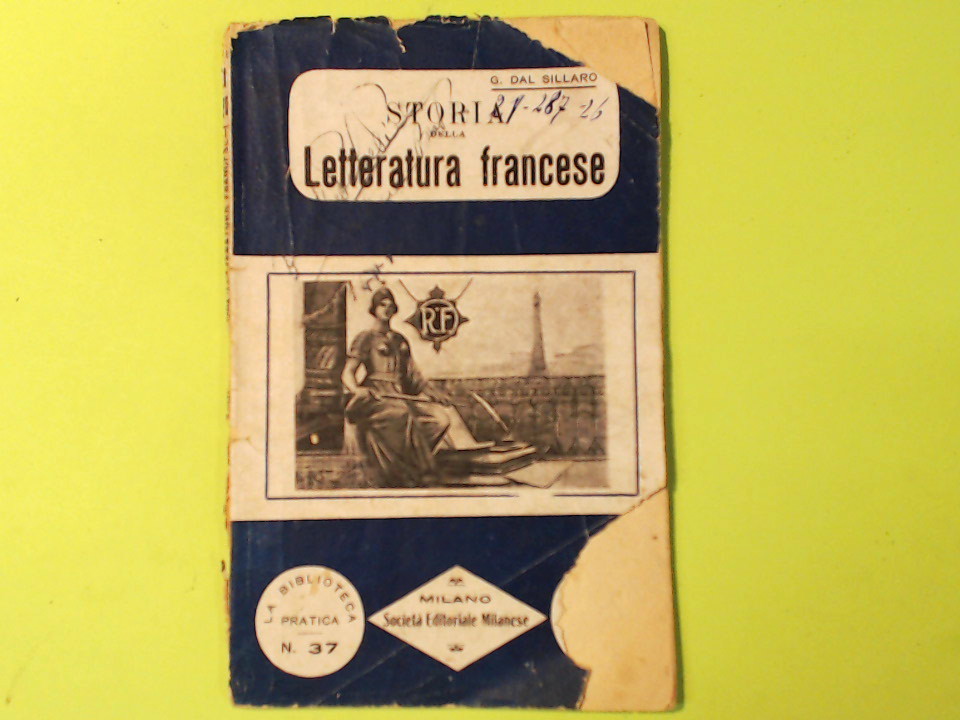 G. DAL SILLARO
STORIA
DELLA
Letteratura francese
RF
LA BIBLIOTECA
PRATICA
N. 37
MILANO
Società Editoriale Milanese